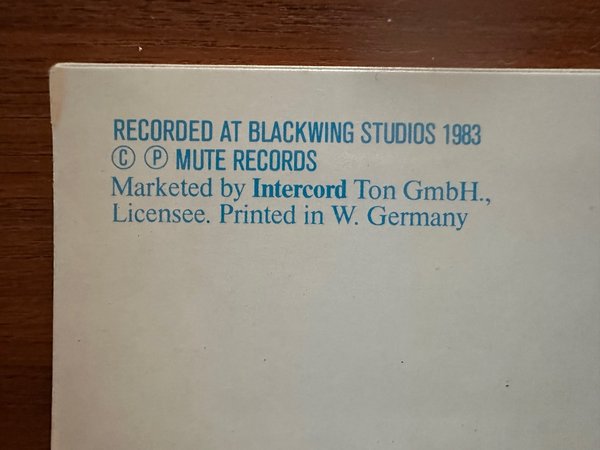 RECORDED AT BLACKWING STUDIOS 1983
© ℗ MUTE RECORDS
Marketed by Intercord Ton GmbH.,
Licensee. Printed in W. Germany